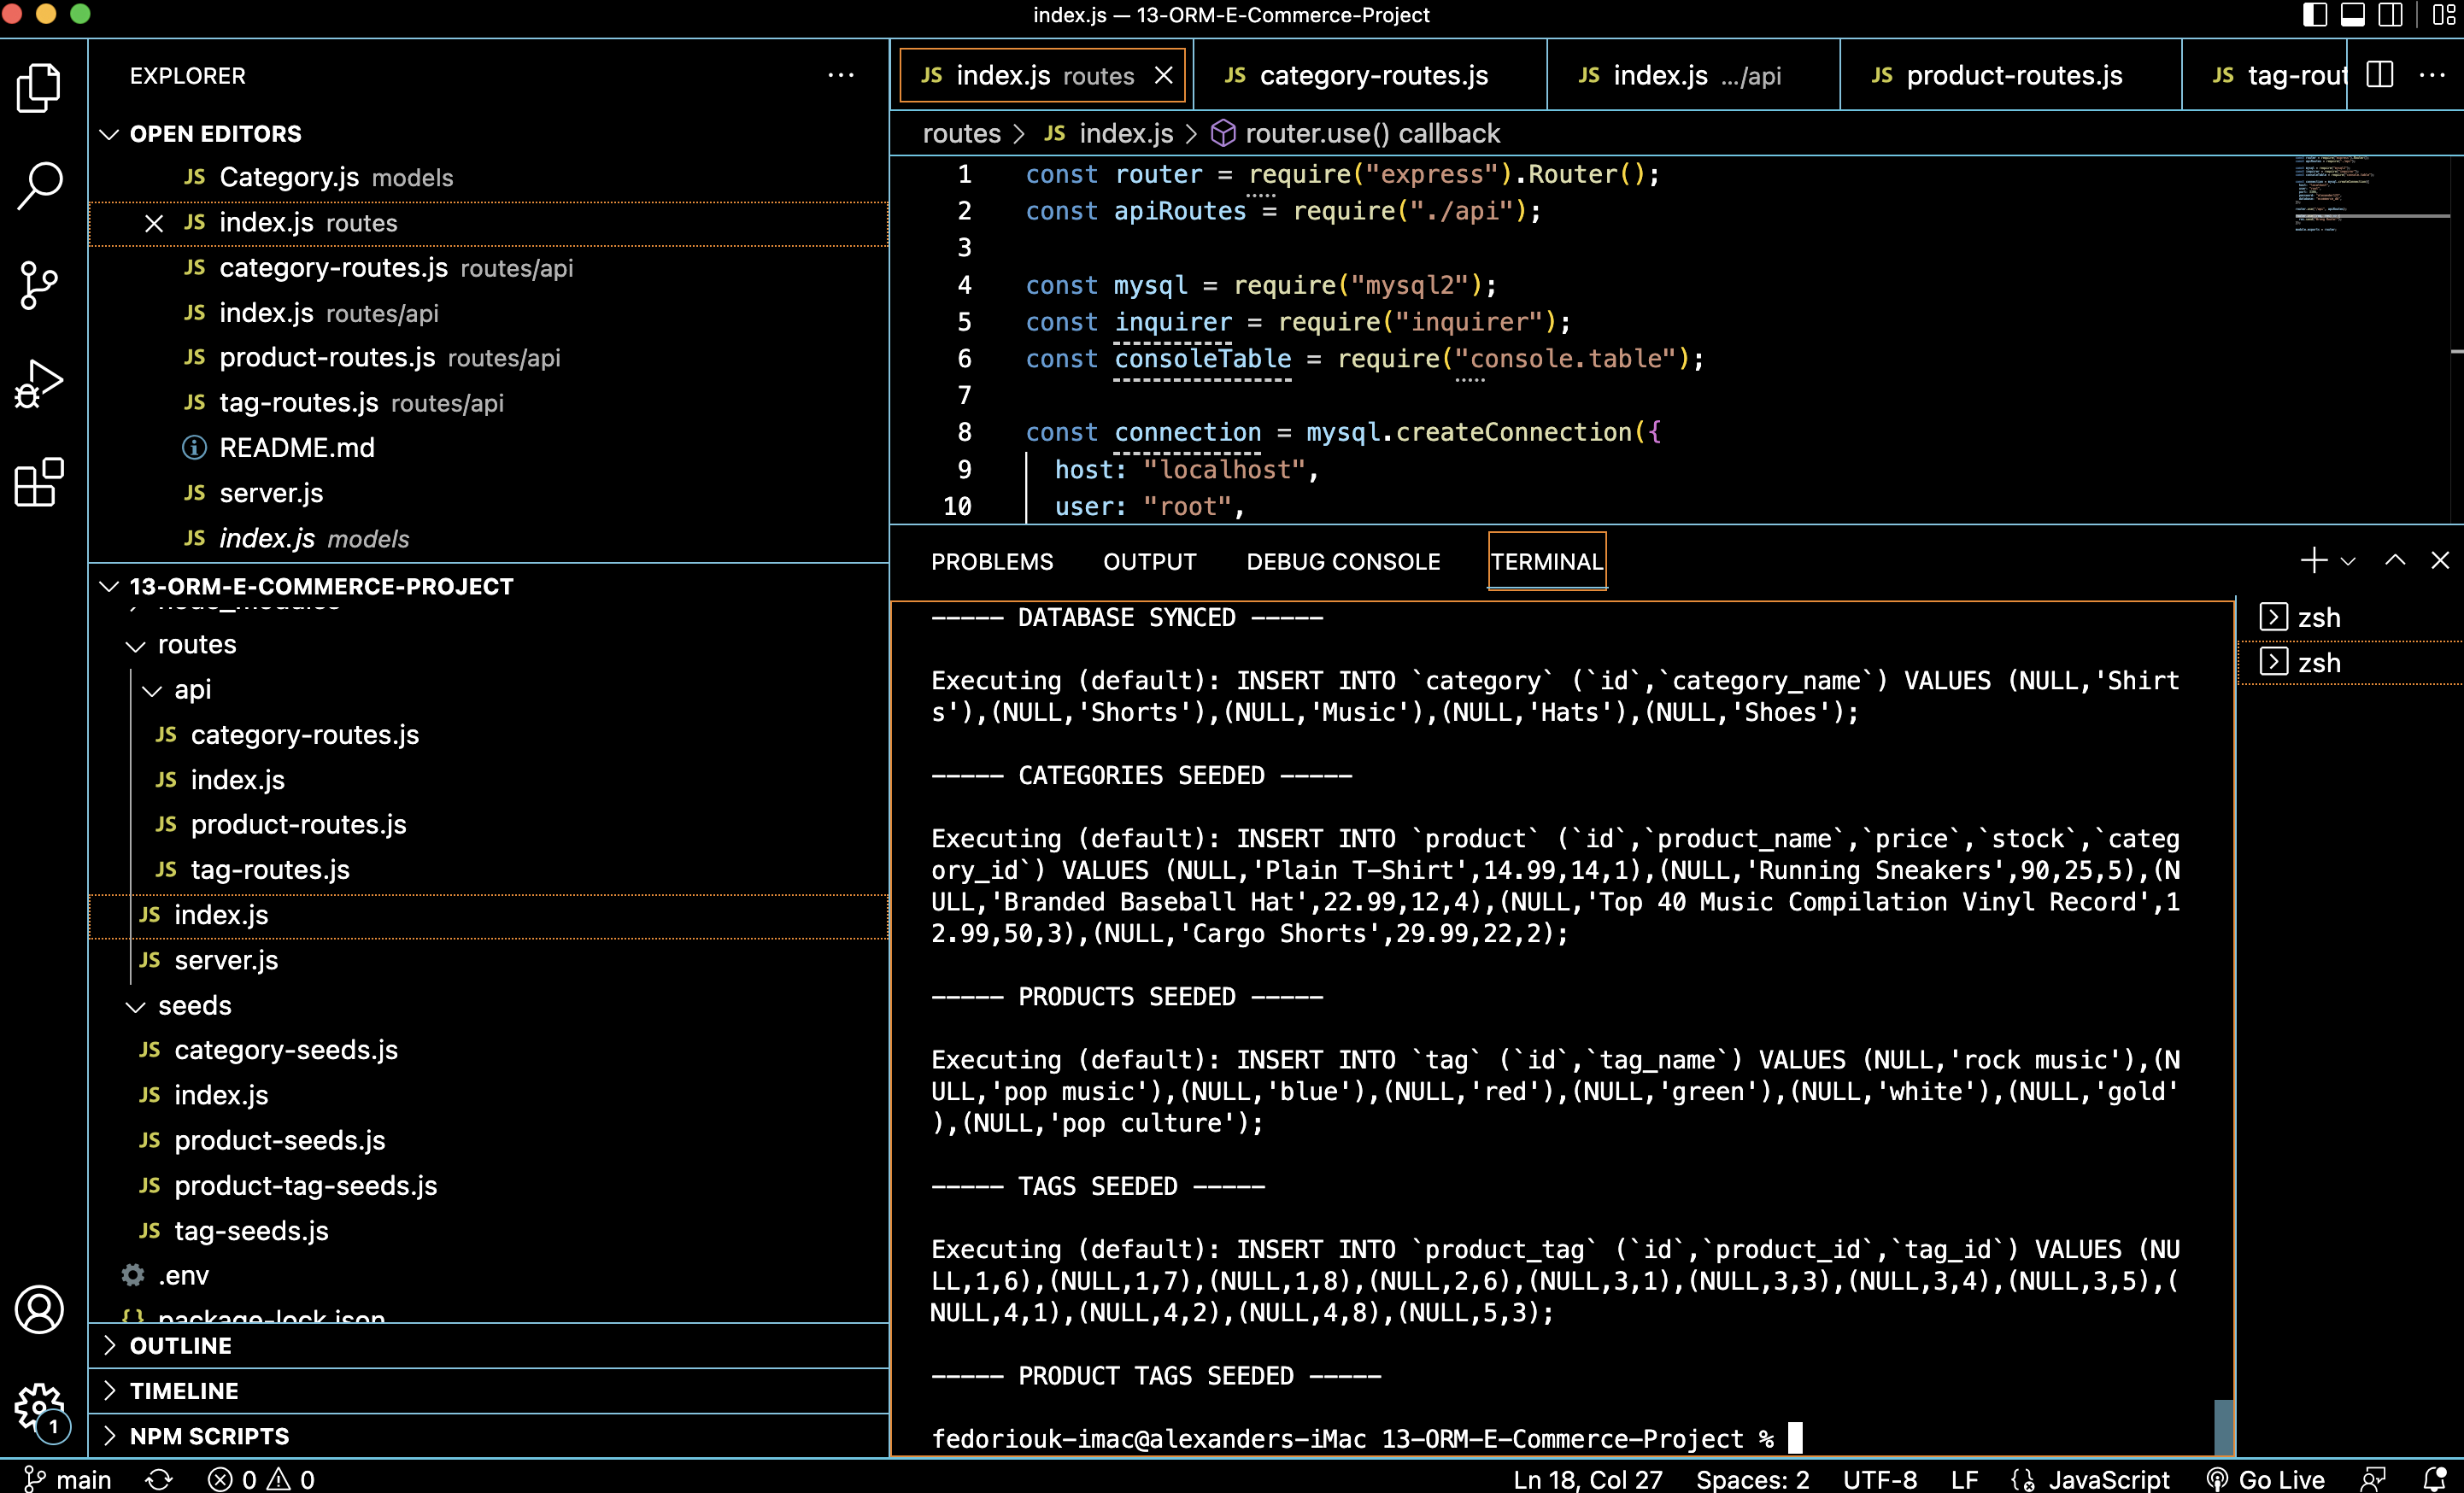 index.js — 13-ORM-E-Commerce-Project
EXPLORER
OPEN EDITORS
JS Category.js models
JS index.js routes
JS category-routes.js routes/api
JS index.js routes/api
JS product-routes.js routes/api
JS tag-routes.js routes/api
README.md
JS server.js
JS index.js models
13-ORM-E-COMMERCE-PROJECT
node_modules
routes
api
JS category-routes.js
JS index.js
JS product-routes.js
JS tag-routes.js
JS index.js
JS server.js
seeds
JS category-seeds.js
JS index.js
JS product-seeds.js
JS product-tag-seeds.js
JS tag-seeds.js
.env
{} package-lock.json
OUTLINE
TIMELINE
NPM SCRIPTS
1
JS index.js routes
JS category-routes.js
JS index.js .../api
JS product-routes.js
JS tag-rout
routes > JS index.js > router.use() callback
1 const router = require("express").Router();
2 const apiRoutes = require("./api");
3
4 const mysql = require("mysql2");
5 const inquirer = require("inquirer");
6 const consoleTable = require("console.table");
7
8 const connection = mysql.createConnection({
9 host: "localhost",
10 user: "root",
PROBLEMS OUTPUT DEBUG CONSOLE TERMINAL
zsh
zsh
----- DATABASE SYNCED -----
Executing (default): INSERT INTO `category` (`id`,`category_name`) VALUES (NULL,'Shirt
s'),(NULL,'Shorts'),(NULL,'Music'),(NULL,'Hats'),(NULL,'Shoes');
----- CATEGORIES SEEDED -----
Executing (default): INSERT INTO `product` (`id`,`product_name`,`price`,`stock`,`categ
ory_id`) VALUES (NULL,'Plain T-Shirt',14.99,14,1),(NULL,'Running Sneakers',90,25,5),(N
ULL,'Branded Baseball Hat',22.99,12,4),(NULL,'Top 40 Music Compilation Vinyl Record',1
2.99,50,3),(NULL,'Cargo Shorts',29.99,22,2);
----- PRODUCTS SEEDED -----
Executing (default): INSERT INTO `tag` (`id`,`tag_name`) VALUES (NULL,'rock music'),(N
ULL,'pop music'),(NULL,'blue'),(NULL,'red'),(NULL,'green'),(NULL,'white'),(NULL,'gold'
),(NULL,'pop culture');
----- TAGS SEEDED -----
Executing (default): INSERT INTO `product_tag` (`id`,`product_id`,`tag_id`) VALUES (NU
LL,1,6),(NULL,1,7),(NULL,1,8),(NULL,2,6),(NULL,3,1),(NULL,3,3),(NULL,3,4),(NULL,3,5),(
NULL,4,1),(NULL,4,2),(NULL,4,8),(NULL,5,3);
----- PRODUCT TAGS SEEDED -----
fedoriouk-imac@alexanders-iMac 13-ORM-E-Commerce-Project %
main 0 0 Ln 18, Col 27 Spaces: 2 UTF-8 LF JavaScript Go Live